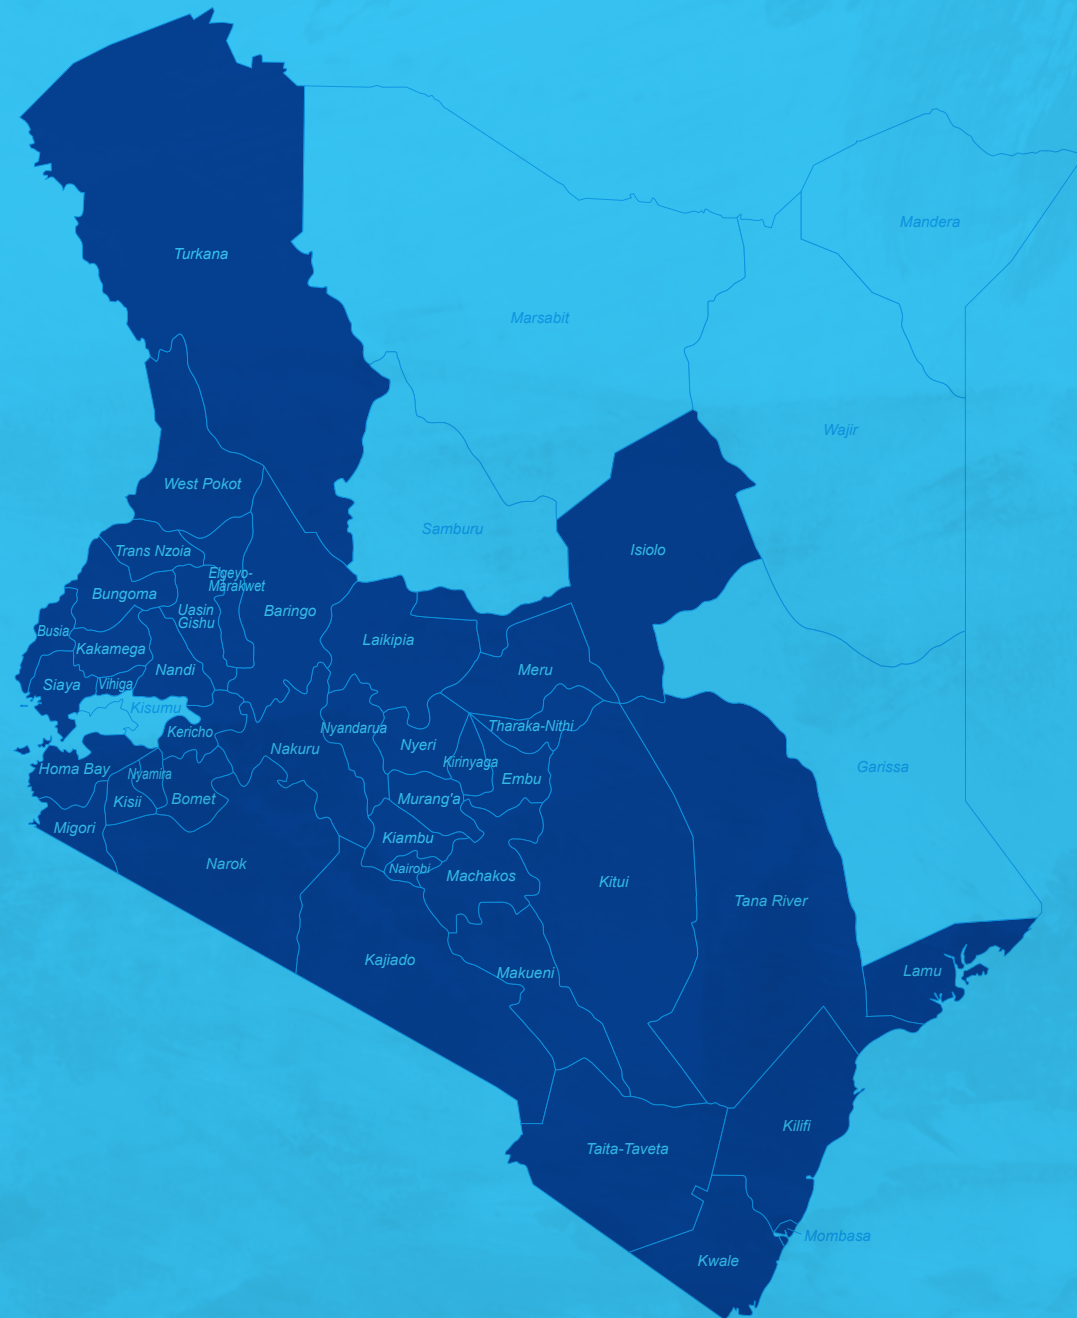 Mandera
Turkana
Marsabit
Wajir
West Pokot
Samburu
Isiolo
Trans Nzoia
Elgeyo-
Marakwet
Bungoma
Uasin
Gishu
Baringo
Busia
Laikipia
Kakamega
Nandi
Meru
Siaya
Vihiga
Kisumu
Tharaka-Nithi
Nyandarua
Kericho
Nyeri
Nakuru
Kirinyaga
Garissa
Homa Bay
Nyamira
Embu
Bomet
Murang'a
Kisii
Migori
Kiambu
Narok
Nairobi
Machakos
Kitui
Tana River
Kajiado
Lamu
Makueni
Kilifi
Taita-Taveta
Mombasa
Kwale